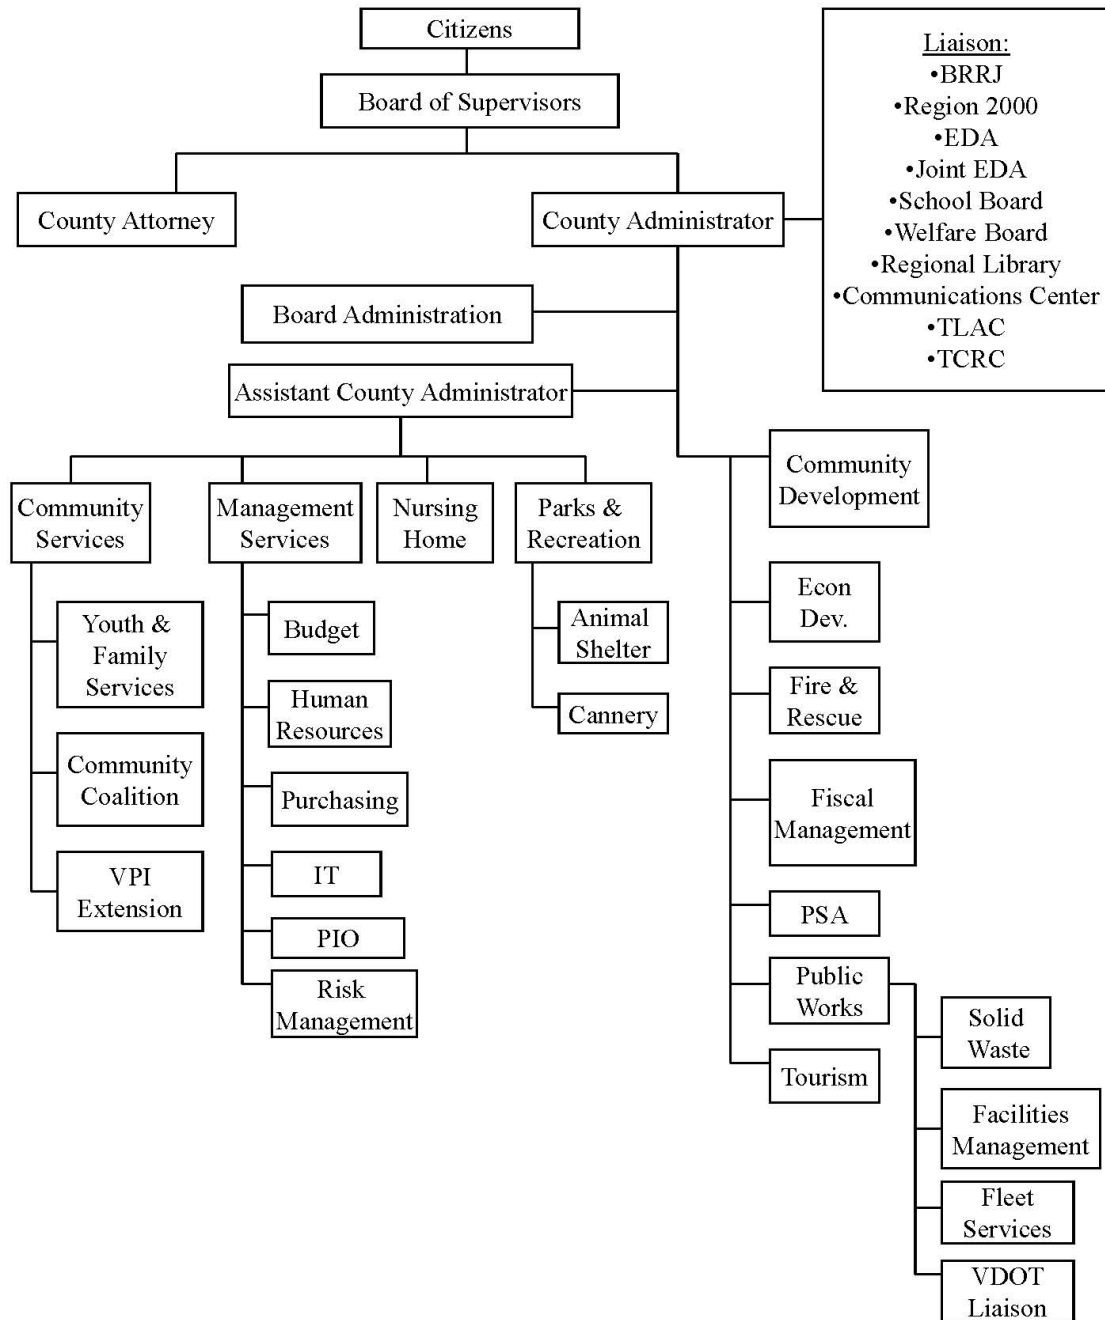 Citizens
Board of Supervisors
Liaison:
•BRRJ
•Region 2000
•EDA
•Joint EDA
•School Board
•Welfare Board
•Regional Library
•Communications Center
•TLAC
•TCRC
County Attorney
County Administrator
Board Administration
Assistant County Administrator
Community
Services
Management
Services
Nursing
Home
Parks &
Recreation
Youth &
Family
Services
Community
Coalition
VPI
Extension
Budget
Human
Resources
Purchasing
IT
PIO
Risk
Management
Animal
Shelter
Cannery
Community
Development
Econ
Dev.
Fire &
Rescue
Fiscal
Management
PSA
Public
Works
Tourism
Solid
Waste
Facilities
Management
Fleet
Services
VDOT
Liaison